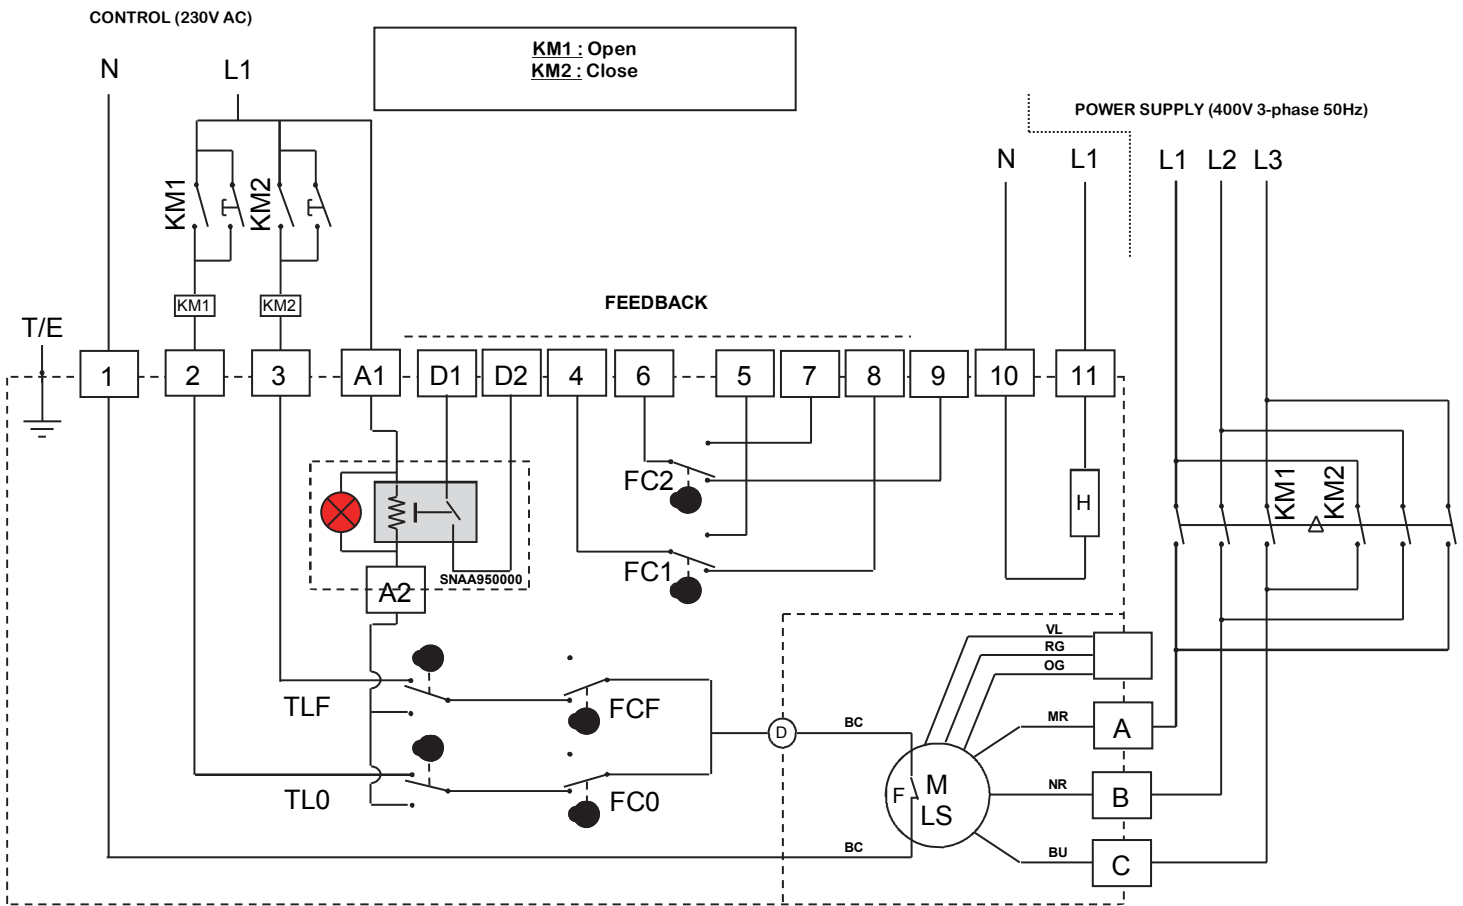 CONTROL (230V AC)
KM1 : Open
KM2 : Close
N
L1
POWER SUPPLY (400V 3-phase 50Hz)
N
L1
L1
L2
L3
KM1
KM2
KM1
KM2
FEEDBACK
T/E
1
2
3
A1
D1
D2
4
6
5
7
8
9
10
11
FC2
H
KM1
KM2
FC1
SNAA950000
A2
VL
RG
OG
TLF
FCF
D
BC
MR
A
TL0
FC0
F
M
LS
NR
B
BC
BU
C